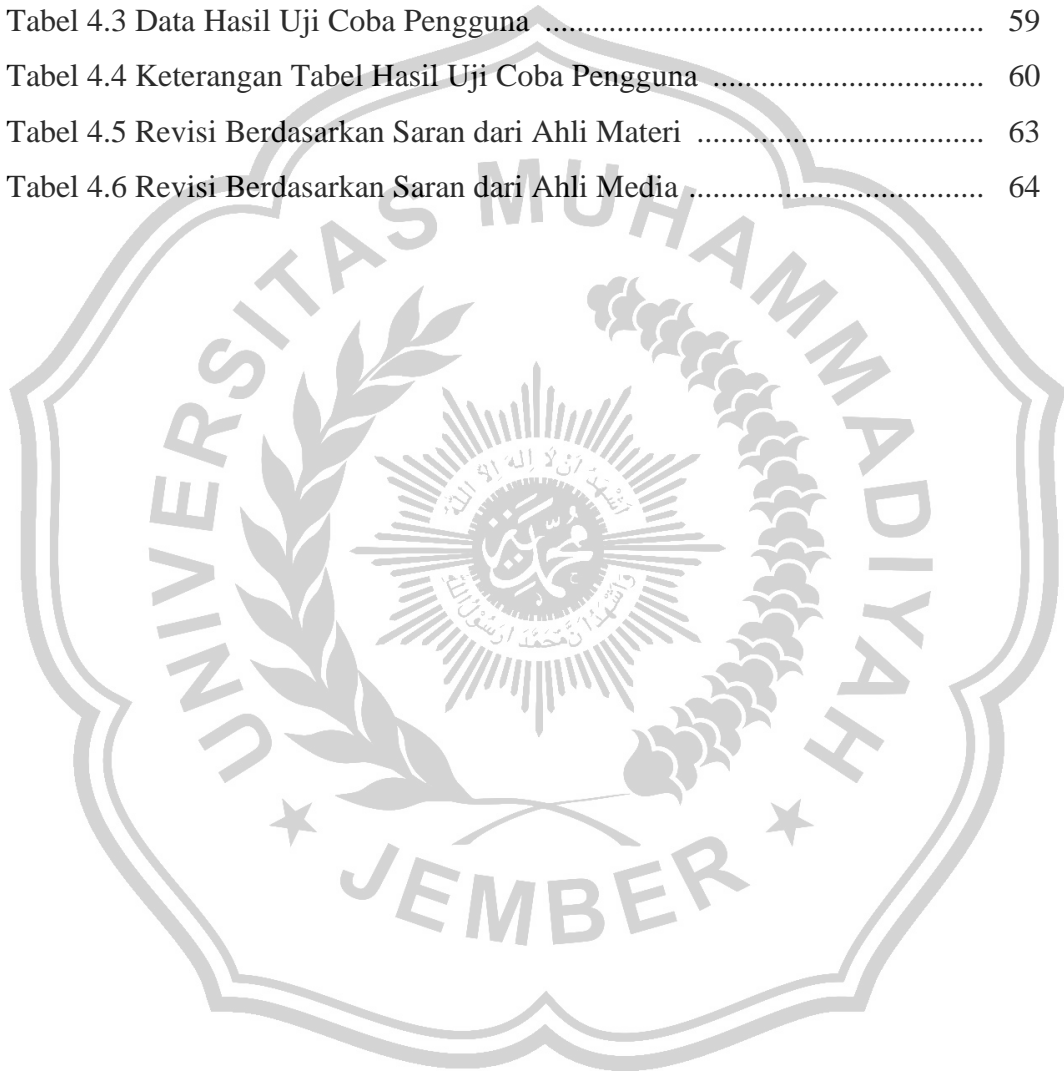 Tabel 4.3 Data Hasil Uji Coba Pengguna ....................................................... 59
Tabel 4.4 Keterangan Tabel Hasil Uji Coba Pengguna .................................. 60
Tabel 4.5 Revisi Berdasarkan Saran dari Ahli Materi .................................... 63
Tabel 4.6 Revisi Berdasarkan Saran dari Ahli Media ..................................... 64
UNIVERSITAS MUHAMMADIYAH
JEMBER